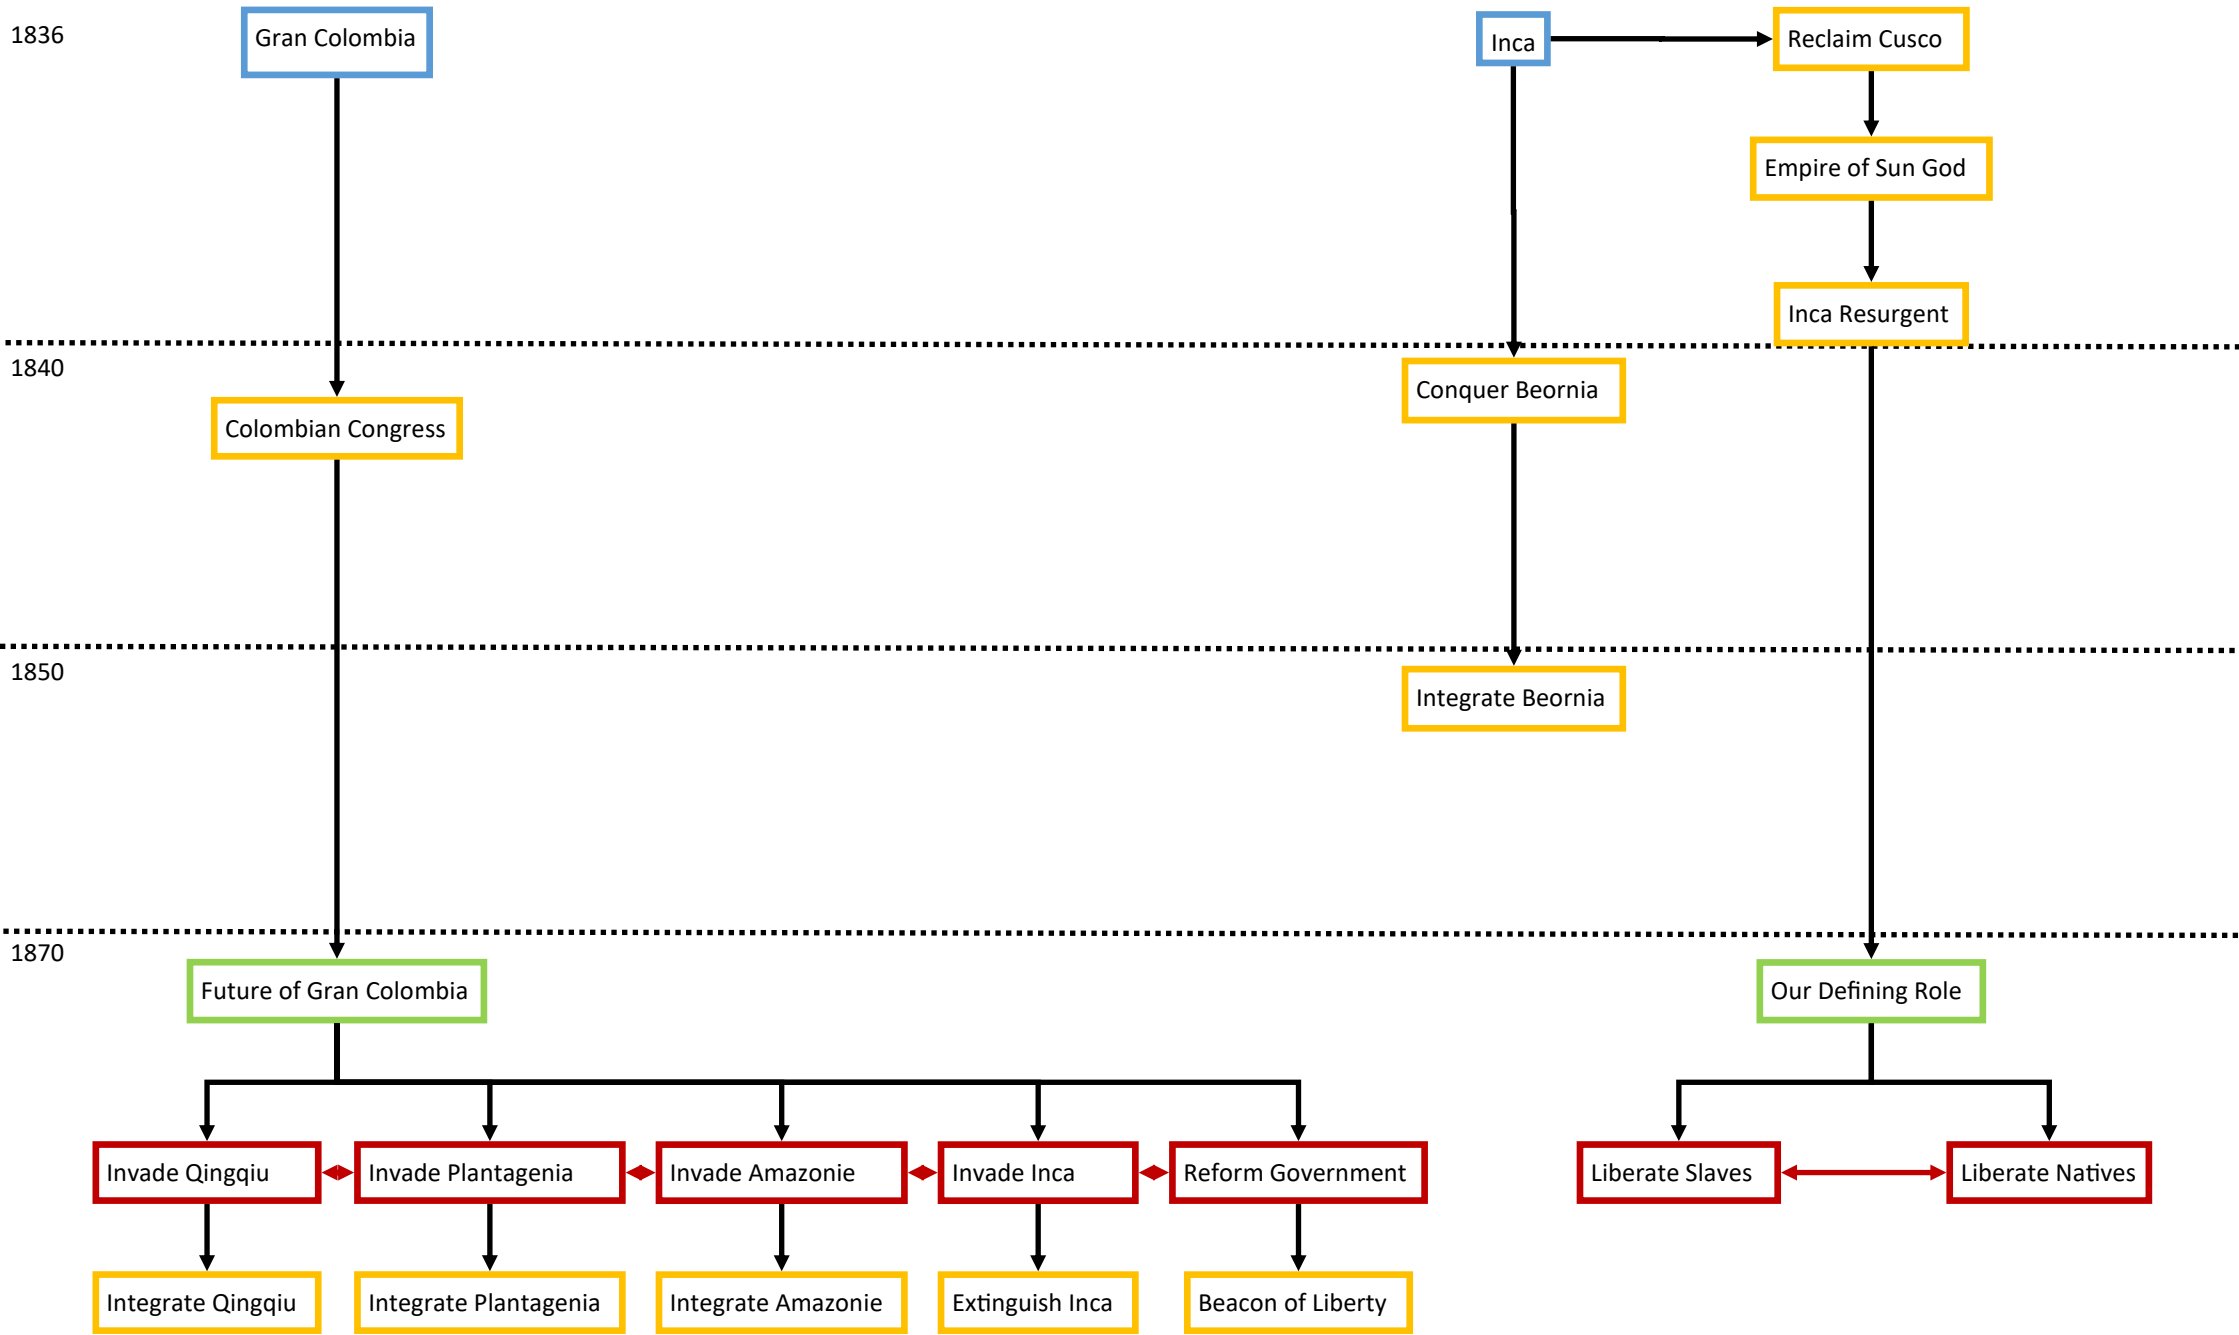 1836
Gran Colombia
Inca
Reclaim Cusco
Empire of Sun God
Inca Resurgent
1840
Conquer Beornia
Colombian Congress
1850
Integrate Beornia
1870
Future of Gran Colombia
Our Defining Role
Invade Qingqiu
Invade Plantagenia
Invade Amazonie
Invade Inca
Reform Government
Liberate Slaves
Liberate Natives
Integrate Qingqiu
Integrate Plantagenia
Integrate Amazonie
Extinguish Inca
Beacon of Liberty